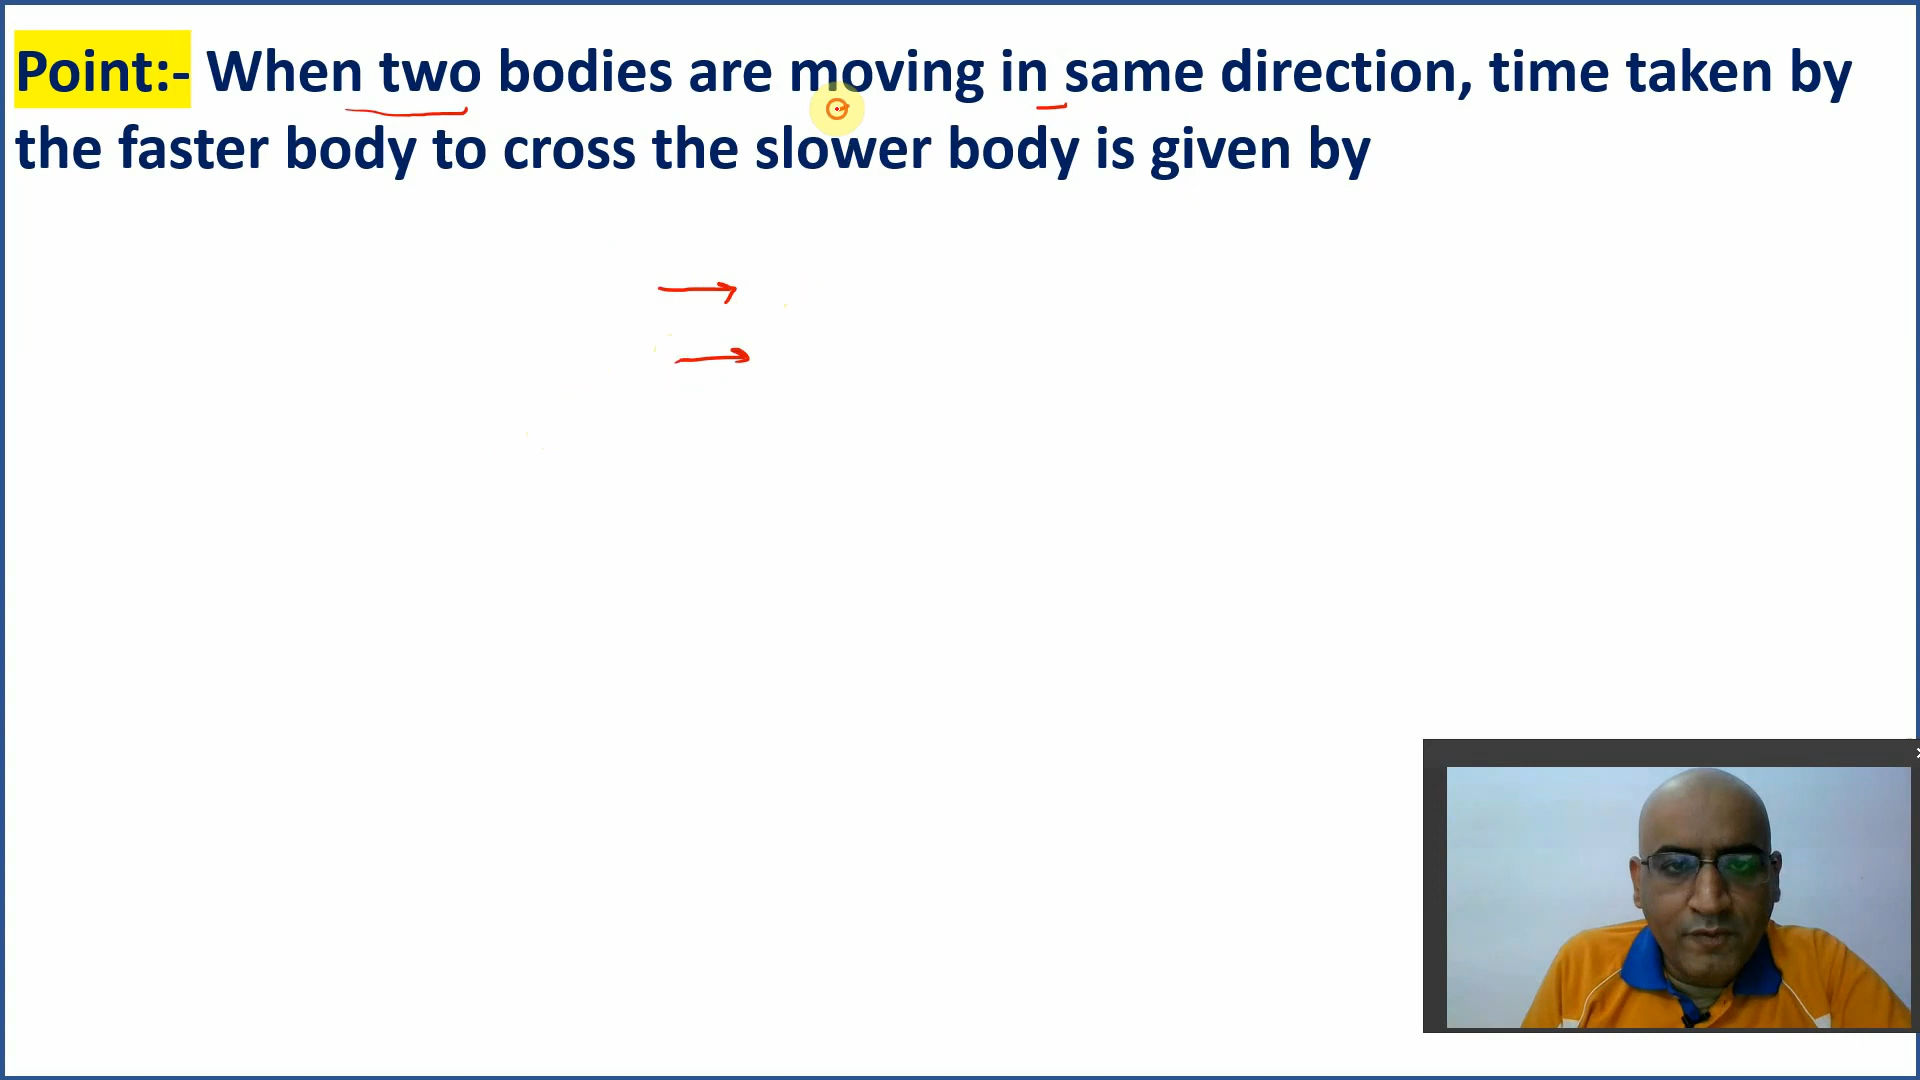 Point:- When two bodies are moving in same direction, time taken by
the faster body to cross the slower body is given by